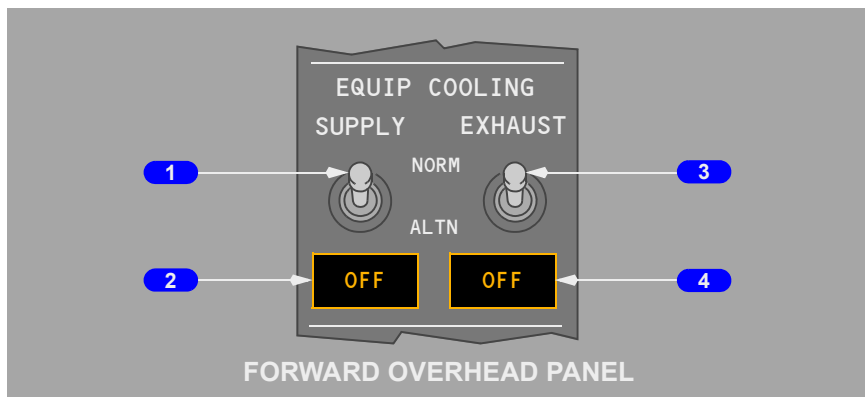 EQUIP COOLING
SUPPLY EXHAUST
1 NORM 3
ALTN
2 OFF OFF 4
FORWARD OVERHEAD PANEL